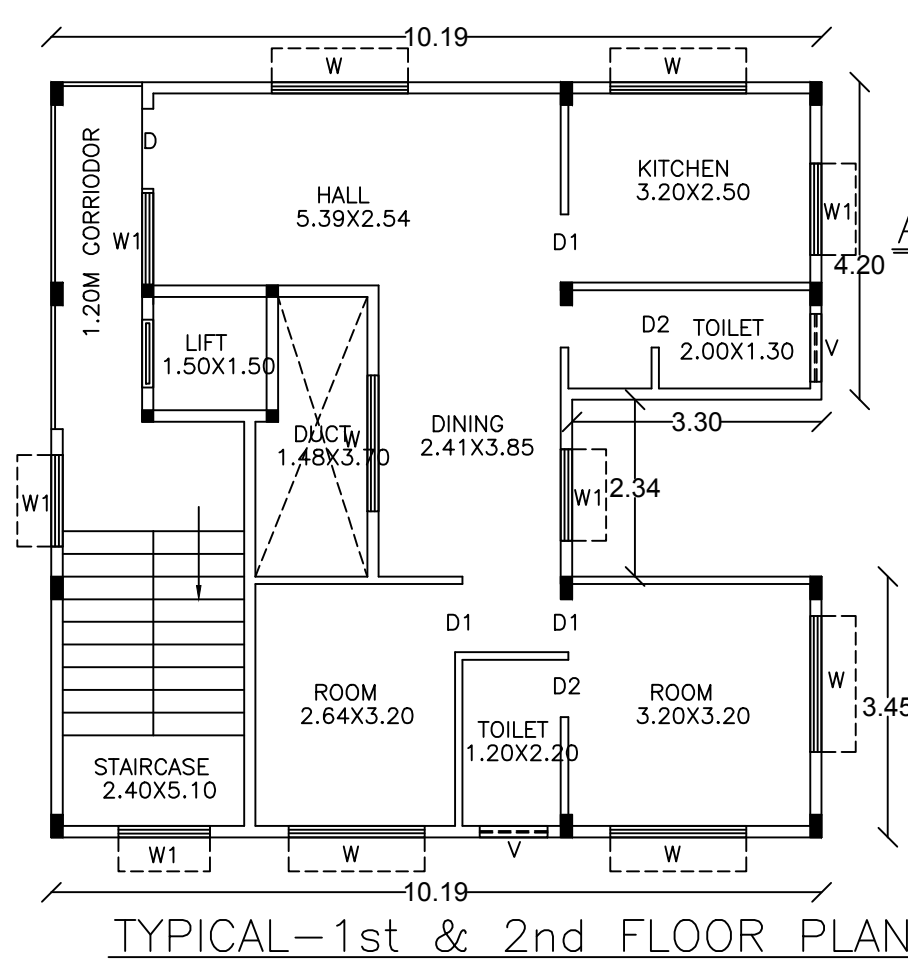 10.19
W
W
1.20M CORRIODOR
D
HALL
5.39X2.54
KITCHEN
3.20X2.50
W1
W1
D1
A
4.20
LIFT
1.50X1.50
D2
TOILET
2.00X1.30
V
DUCT
1.48X3.70
W
DINING
2.41X3.85
3.30
W1
W1
2.34
D1
D1
D2
ROOM
2.64X3.20
ROOM
3.20X3.20
W
3.45
TOILET
1.20X2.20
STAIRCASE
2.40X5.10
W1
W
V
W
10.19
TYPICAL-1st & 2nd FLOOR PLAN